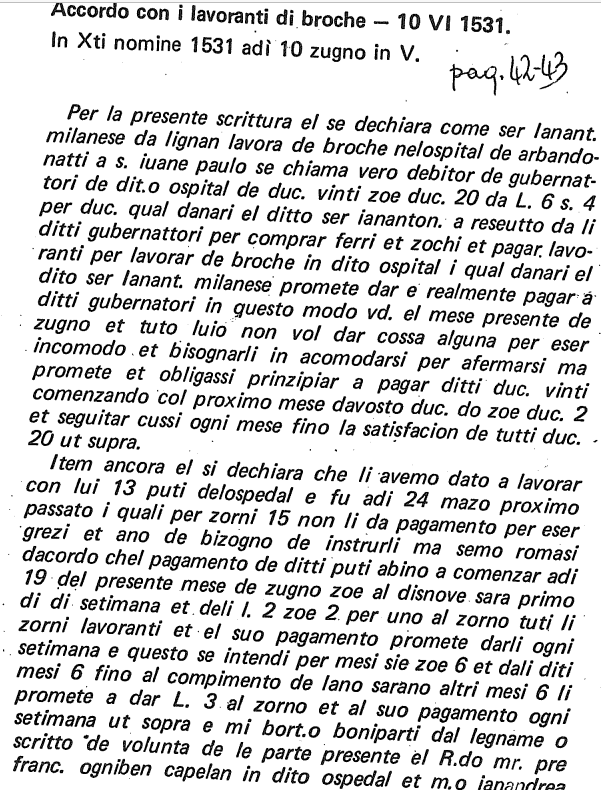 Accordo con i lavoranti di broche — 10 VI 1531.
In Xti nomine 1531 adì 10 zugno in V.
pag. 42-43
Per la presente scrittura el se dechiara come ser Ianant.
milanese da lignan lavora de broche nelospital de arbando-
natti a s. iuane paulo se chiama vero debitor de gubernat-
tori de dit.o ospital de duc. vinti zoe duc. 20 da L. 6 s. 4
per duc. qual danari el ditto ser iananton. a reseutto da li
ditti gubernattori per comprar ferri et zochi et pagar. lavo-
ranti per lavorar de broche in dito ospital i qual danari el
dito ser Ianant. milanese promete dar e realmente pagar a
ditti gubernatori in questo modo vd. el mese presente de
zugno et tuto luio non vol dar cossa alguna per eser
incomodo et bisognarli in acomodarsi per afermarsi ma
promete et obligassi prinzipiar a pagar ditti duc. vinti
comenzando col proximo mese davosto duc. do zoe duc. 2
et seguitar cussi ogni mese fino la satisfacion de tutti duc.
20 ut supra.
Item ancora el si dechiara che li avemo dato a lavorar
con lui 13 puti delospedal e fu adi 24 mazo proximo
passato i quali per zorni 15 non li da pagamento per eser
grezi et ano de bizogno de instrurli ma semo romasi
dacordo chel pagamento de ditti puti abino a comenzar adi
19 del presente mese de zugno zoe al disnove sara primo
di di setimana et deli l. 2 zoe 2 per uno al zorno tuti li
zorni lavoranti et el suo pagamento promete darli ogni
setimana e questo se intendi per mesi sie zoe 6 et dali diti
mesi 6 fino al compimento de lano sarano altri mesi 6 li
promete a dar L. 3 al zorno et al suo pagamento ogni
setimana ut sopra e mi bort.o boniparti dal legname o
scritto de volunta de le parte presente el R.do mr. pre
franc. ogniben capelan in dito ospedal et m.o ianandrea